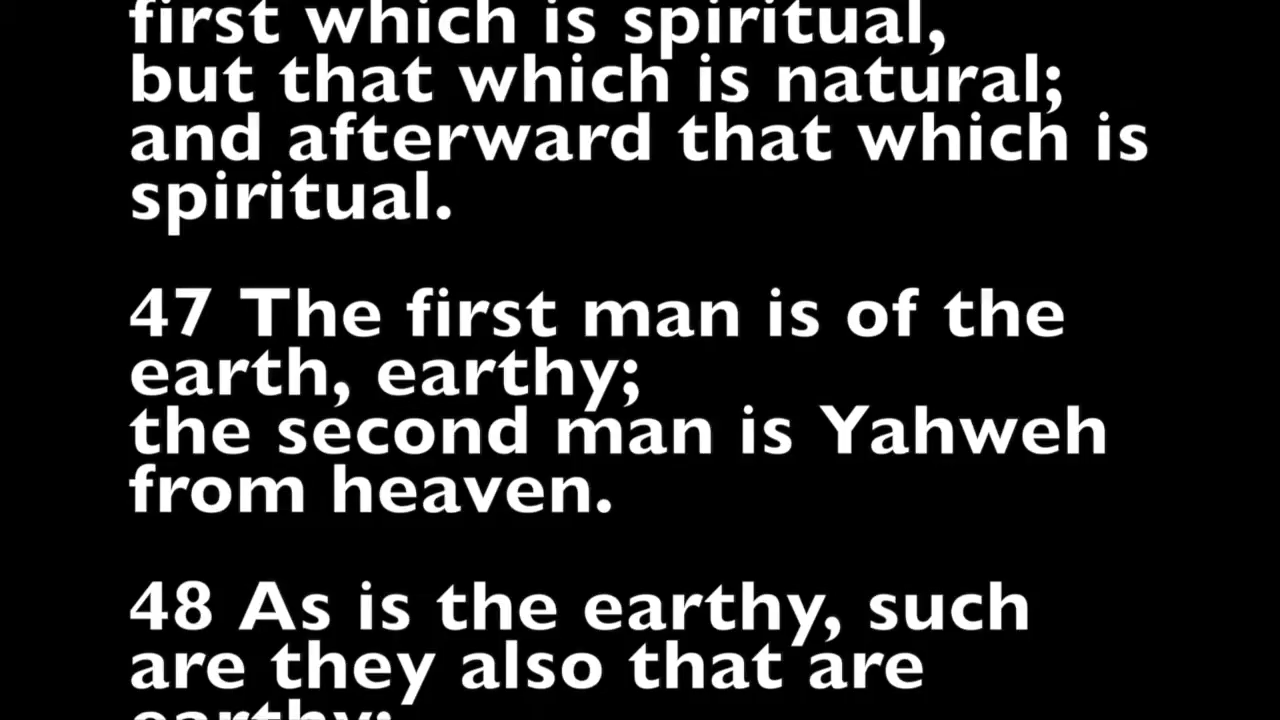 first which is spiritual,
but that which is natural;
and afterward that which is
spiritual.
47 The first man is of the
earth, earthy;
the second man is Yahweh
from heaven.
48 As is the earthy, such
are they also that are
earthy;